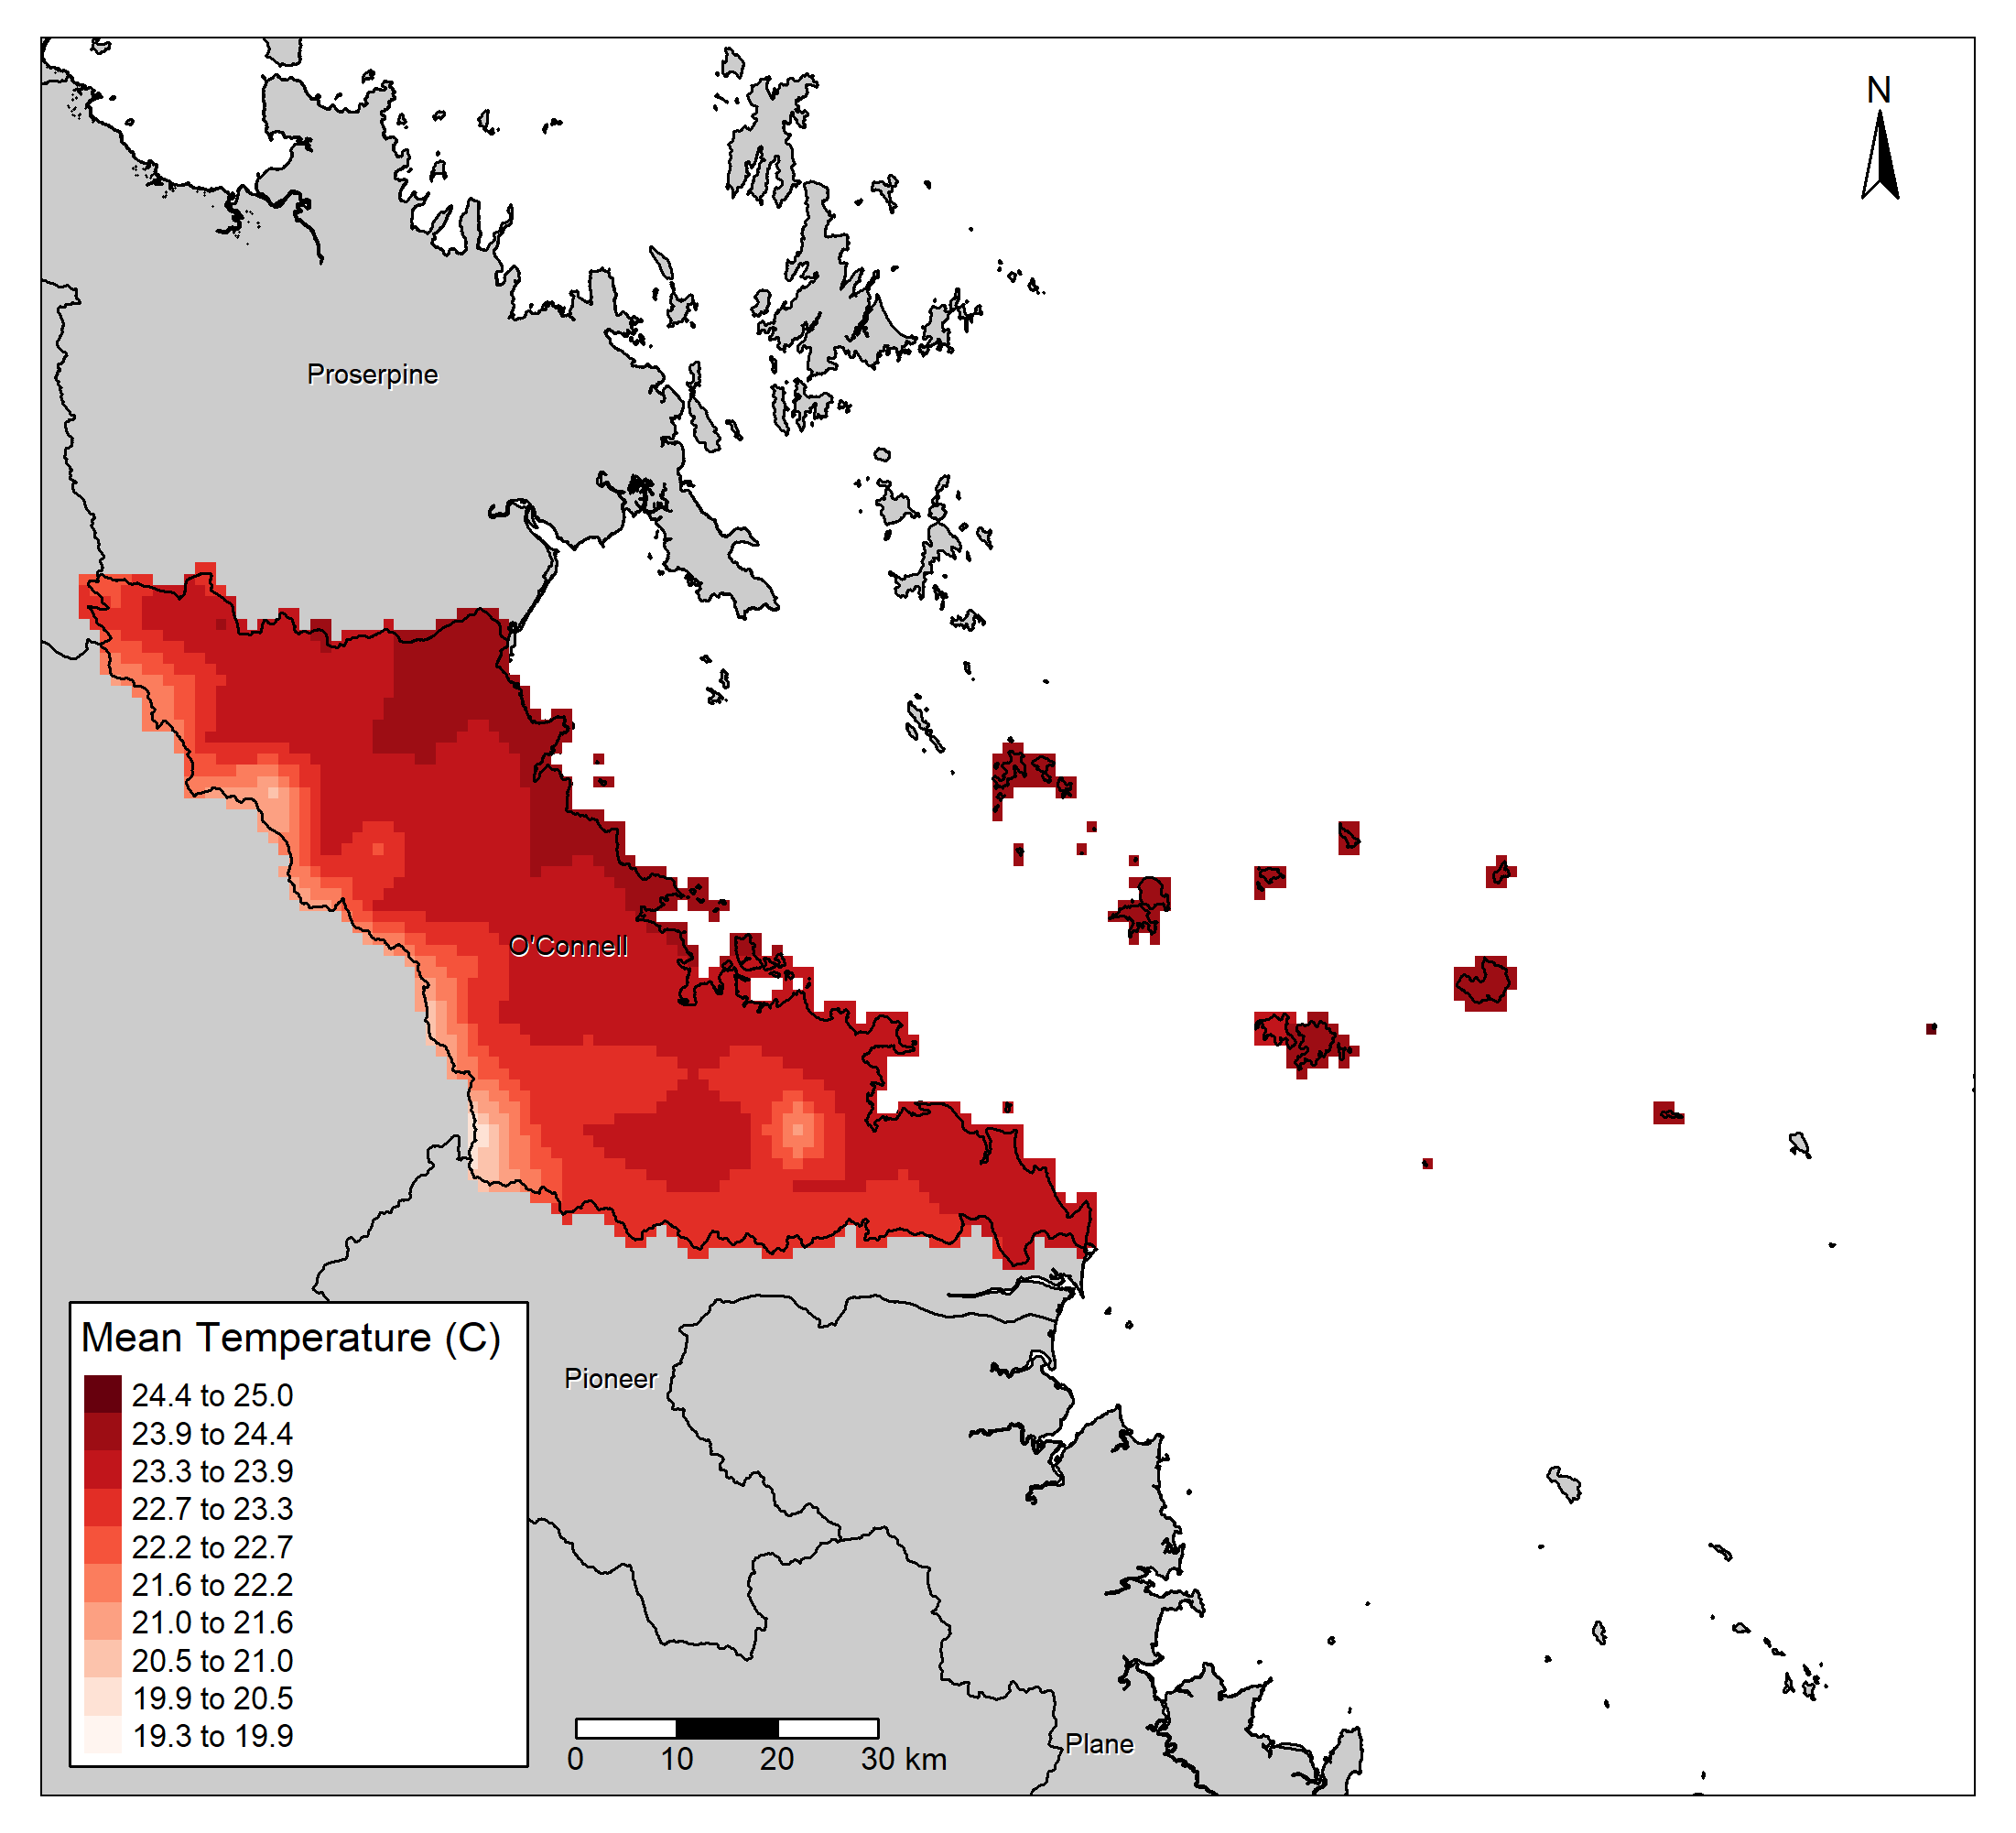 N
Proserpine
O'Connell
Pioneer
Plane
Mean Temperature (C)
24.4 to 25.0
23.9 to 24.4
23.3 to 23.9
22.7 to 23.3
22.2 to 22.7
21.6 to 22.2
21.0 to 21.6
20.5 to 21.0
19.9 to 20.5
19.3 to 19.9
0 10 20 30 km